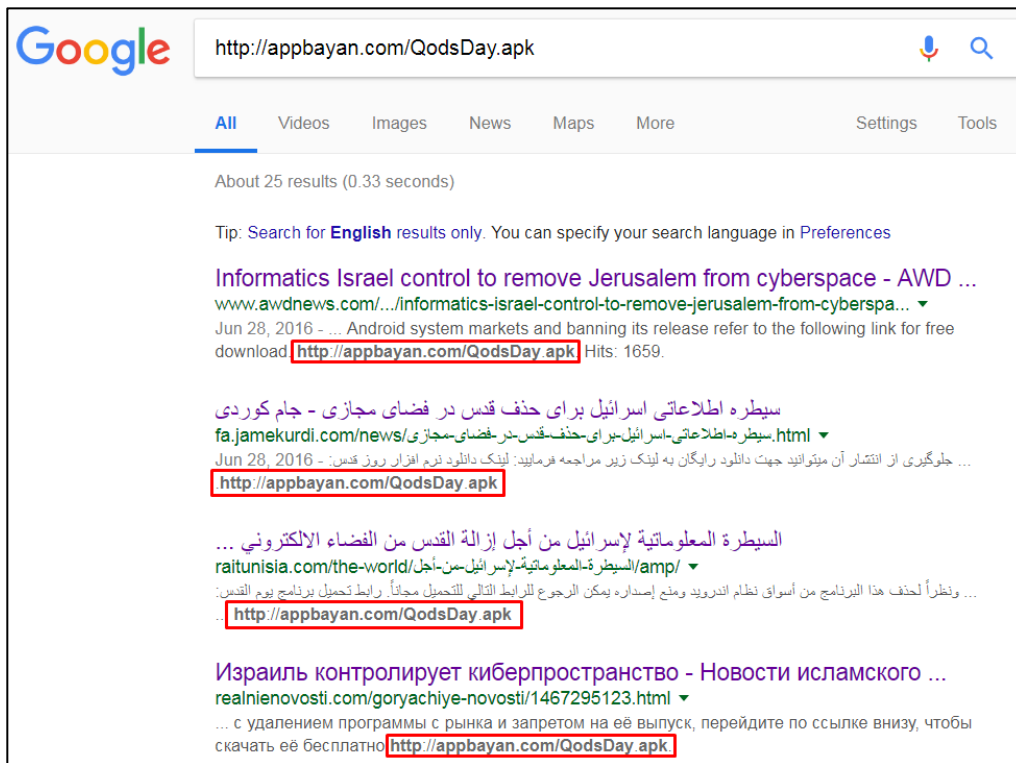 Google
http://appbayan.com/QodsDay.apk
All Videos Images News Maps More Settings Tools
About 25 results (0.33 seconds)
Tip: Search for English results only. You can specify your search language in Preferences
Informatics Israel control to remove Jerusalem from cyberspace - AWD ...
www.awdnews.com/.../informatics-israel-control-to-remove-jerusalem-from-cyberspa...
Jun 28, 2016 - ... Android system markets and banning its release refer to the following link for free
download. http://appbayan.com/QodsDay.apk. Hits: 1659.
سیطره اطلاعاتی اسرائیل برای حذف قدس در فضای مجازی - جام کوردی
fa.jamekurdi.com/news/سیطره-اطلاعاتی-اسرائیل-برای-حذف-قدس-در-فضای-مجازی.html
Jun 28, 2016 - ... جلوگیری از انتشار آن میتوانید جهت دانلود رایگان به لینک زیر مراجعه فرمایید: لینک دانلود نرم افزار روز قدس:
.http://appbayan.com/QodsDay.apk
السيطرة المعلوماتية لإسرائيل من أجل إزالة القدس من الفضاء الالكتروني ...
raitunisia.com/the-world/السيطرة-المعلوماتية-لإسرائيل-من-أجل/amp/
... ونظراً لحذف هذا البرنامج من أسواق نظام اندرويد ومنع إصداره يمكن الرجوع للرابط التالي للتحميل مجاناً. رابط تحميل برنامج يوم القدس:
http://appbayan.com/QodsDay.apk ...
Израиль контролирует киберпространство - Новости исламского ...
realnienovosti.com/goryachiye-novosti/1467295123.html
... с удалением программы с рынка и запретом на её выпуск, перейдите по ссылке внизу, чтобы
скачать её бесплатно http://appbayan.com/QodsDay.apk.